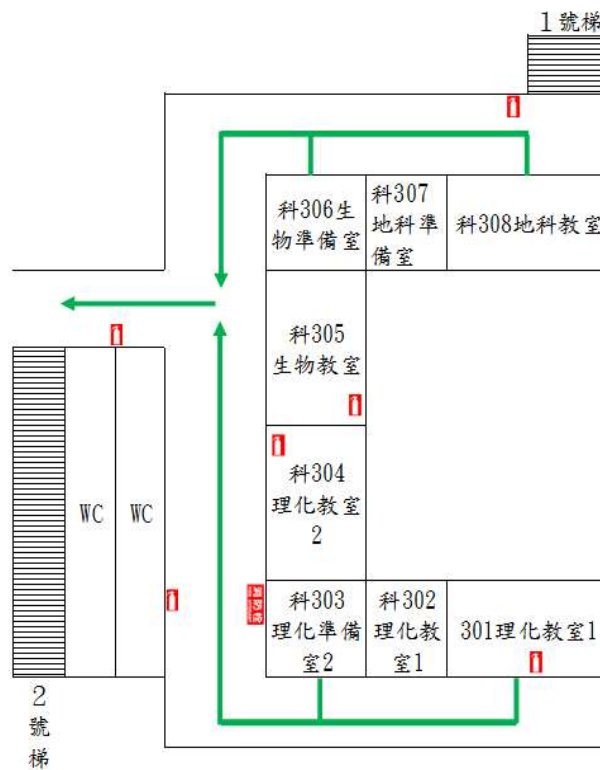 1號梯
科306生
物準備室
科307
地科準
備室
科308地科教室
科305
生物教室
科304
理化教室
2
WC
WC
消防栓
科303
理化準備
室2
科302
理化教
室1
301理化教室1
2
號
梯